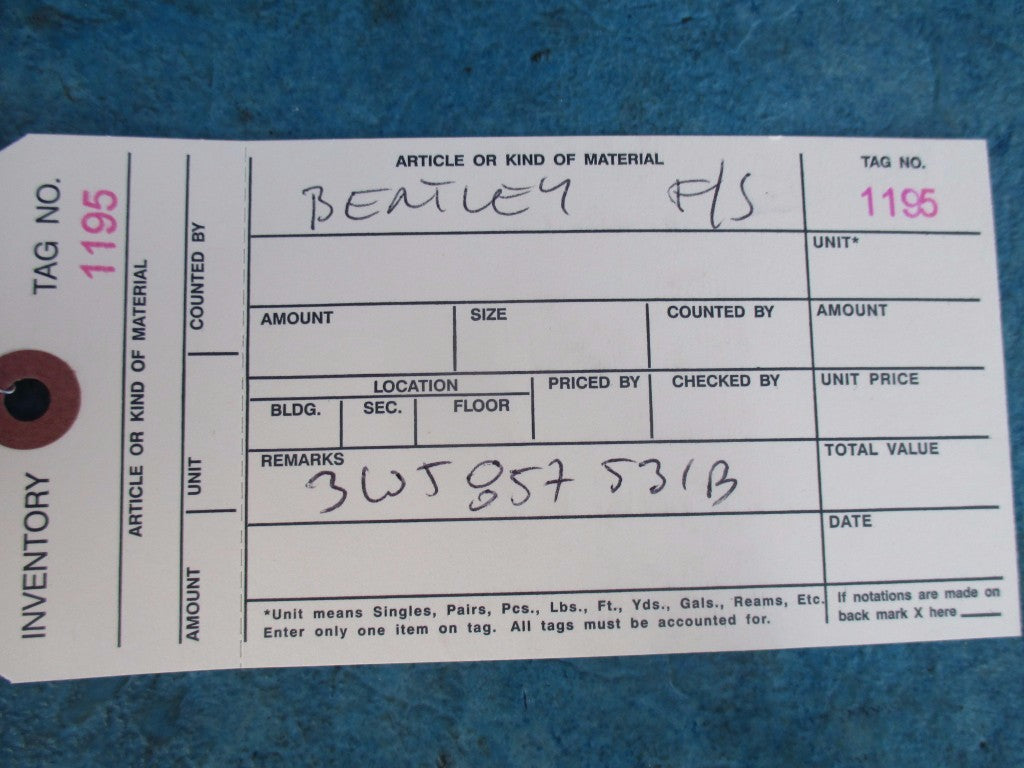 INVENTORY
TAG NO.
1195
ARTICLE OR KIND OF MATERIAL
AMOUNT
UNIT
COUNTED BY
ARTICLE OR KIND OF MATERIAL
TAG NO.
BENTLEY F/S
1195
UNIT*
AMOUNT
SIZE
COUNTED BY
AMOUNT
LOCATION
PRICED BY
CHECKED BY
UNIT PRICE
BLDG.
SEC.
FLOOR
REMARKS
TOTAL VALUE
3W5 857 531B
DATE
*Unit means Singles, Pairs, Pcs., Lbs., Ft., Yds., Gals., Reams, Etc.
Enter only one item on tag. All tags must be accounted for.
If notations are made on
back mark X here